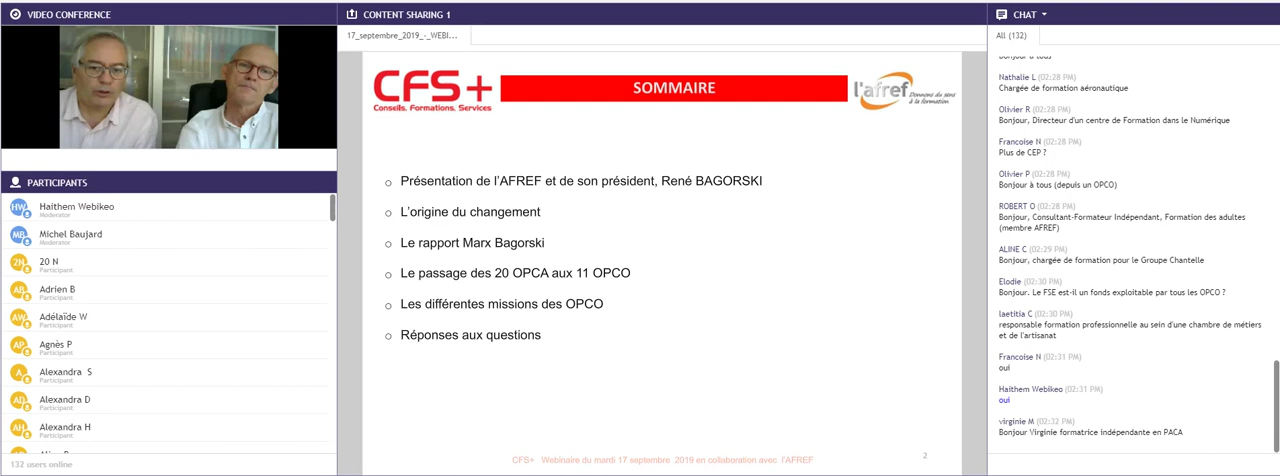 VIDEO CONFERENCE
PARTICIPANTS
HW
Haithem Webikeo
Moderator
MB
Michel Baujard
Moderator
2N
20 N
Participant
AB
Adrien B
Participant
AW
Adélaïde W
Participant
AP
Agnès P
Participant
A
Alexandra S
Participant
AD
Alexandra D
Participant
AH
Alexandra H
Participant
132 users online
CONTENT SHARING 1
17_septembre_2019_-_WEBI...
CFS+
Conseils. Formations. Services
SOMMAIRE
l'afref
Donnons du sens
à la formation
Présentation de l'AFREF et de son président, René BAGORSKI
L'origine du changement
Le rapport Marx Bagorski
Le passage des 20 OPCA aux 11 OPCO
Les différentes missions des OPCO
Réponses aux questions
CFS+ Webinaire du mardi 17 septembre 2019 en collaboration avec l'AFREF
2
CHAT
All (132)
Bonjour à tous
Nathalie L (02:28 PM)
Chargée de formation aéronautique
Olivier R (02:28 PM)
Bonjour, Directeur d'un centre de Formation dans le Numérique
Francoise N (02:28 PM)
Plus de CEP ?
Olivier P (02:28 PM)
Bonjour à tous (depuis un OPCO)
ROBERT O (02:28 PM)
Bonjour, Consultant-Formateur Indépendant, Formation des adultes
(membre AFREF)
ALINE C (02:29 PM)
Bonjour, chargée de formation pour le Groupe Chantelle
Elodie (02:30 PM)
Bonjour. Le FSE est-il un fonds exploitable par tous les OPCO ?
laetitia C (02:30 PM)
responsable formation professionnelle au sein d'une chambre de métiers
et de l'artisanat
Francoise N (02:31 PM)
oui
Haithem Webikeo (02:31 PM)
oui
virginie M (02:32 PM)
Bonjour Virginie formatrice indépendante en PACA